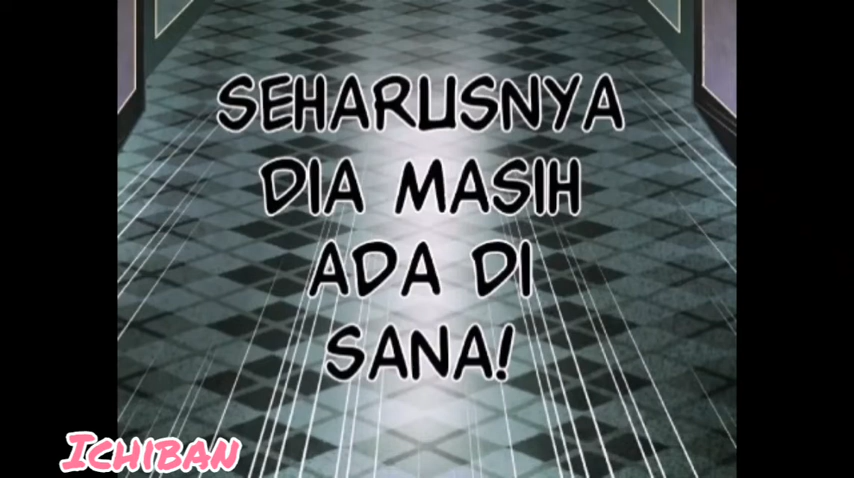 SEHARUSNYA
DIA MASIH
ADA DI
SANA!
ICHIBAN